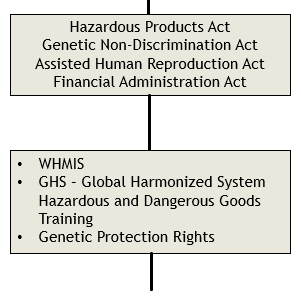 Hazardous Products Act
Genetic Non-Discrimination Act
Assisted Human Reproduction Act
Financial Administration Act
• WHMIS
• GHS – Global Harmonized System
Hazardous and Dangerous Goods
Training
• Genetic Protection Rights